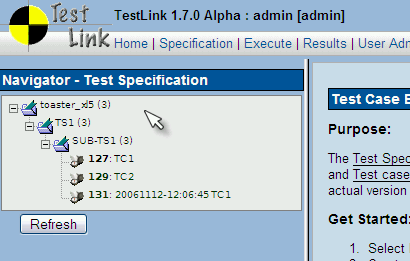 Test Link
TestLink 1.7.0 Alpha : admin [admin]
Home | Specification | Execute | Results | User Adm
Navigator - Test Specification
toaster_xl5 (3)
TS1 (3)
SUB-TS1 (3)
127: TC1
129: TC2
131: 20061112-12:06:45 TC1
Refresh
Test Case
Purpose:
The Test Spec
and Test case
actual version
Get Started:
1. Select